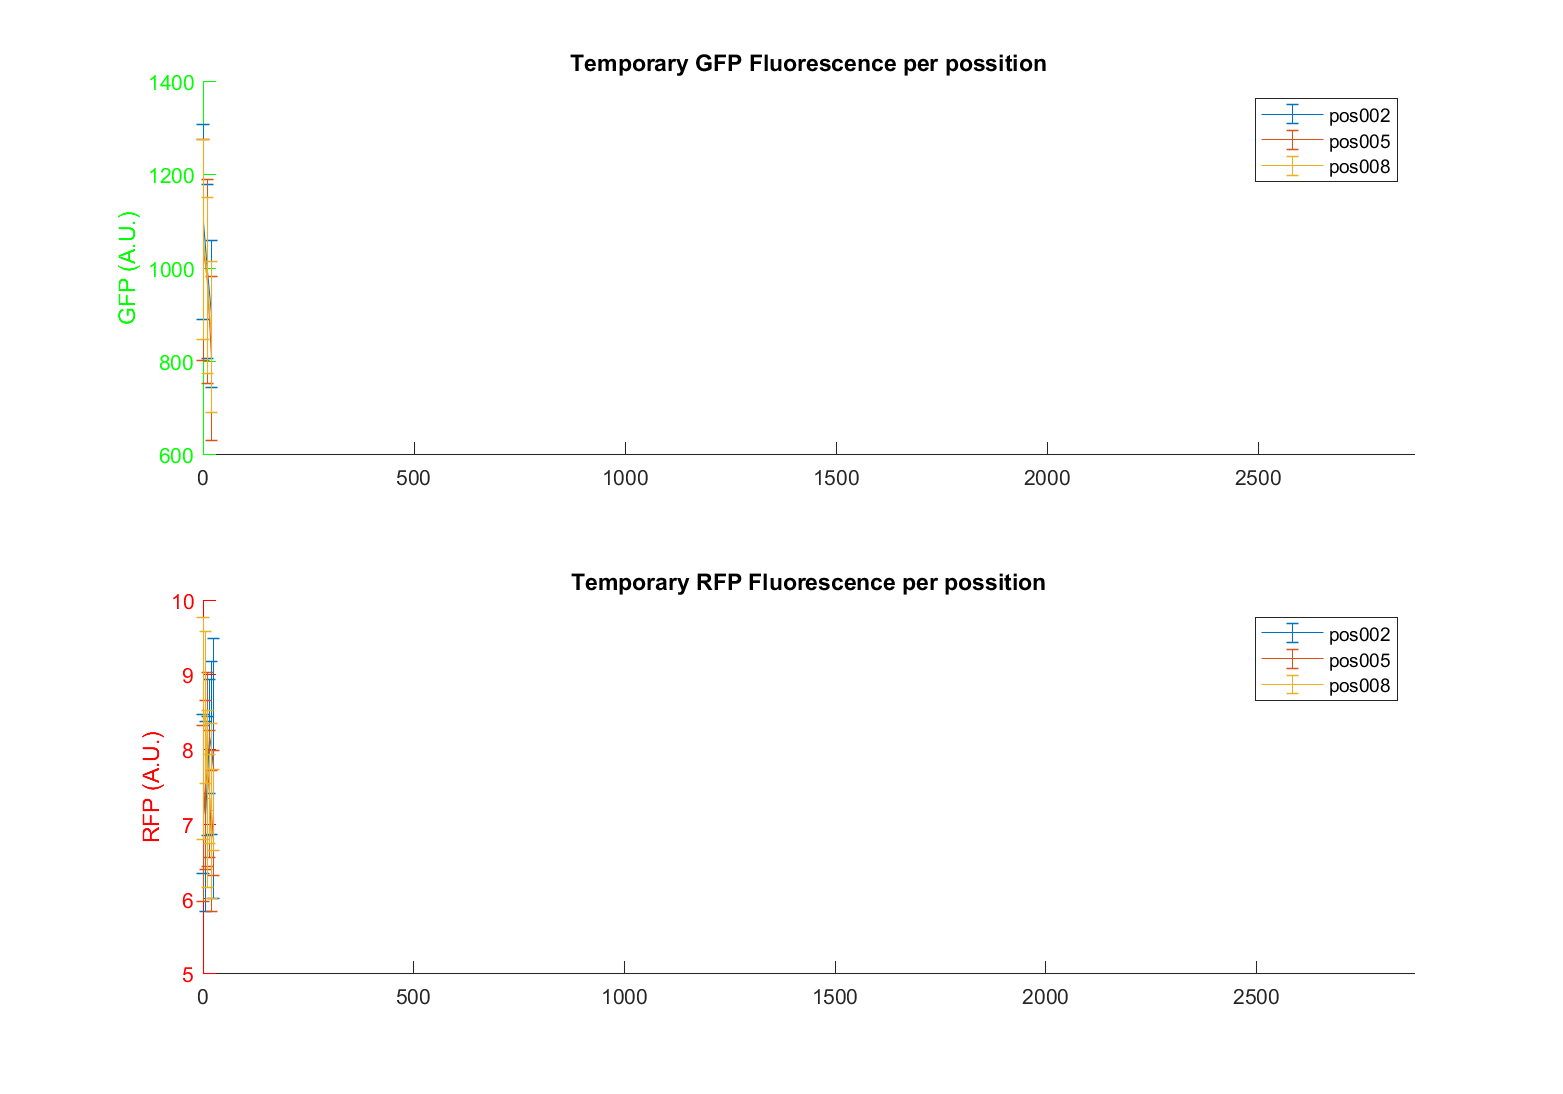 Temporary GFP Fluorescence per possition
1400
1200
1000
800
600
GFP (A.U.)
pos002
pos005
pos008
0 500 1000 1500 2000 2500
Temporary RFP Fluorescence per possition
10
9
8
7
6
5
RFP (A.U.)
pos002
pos005
pos008
0 500 1000 1500 2000 2500